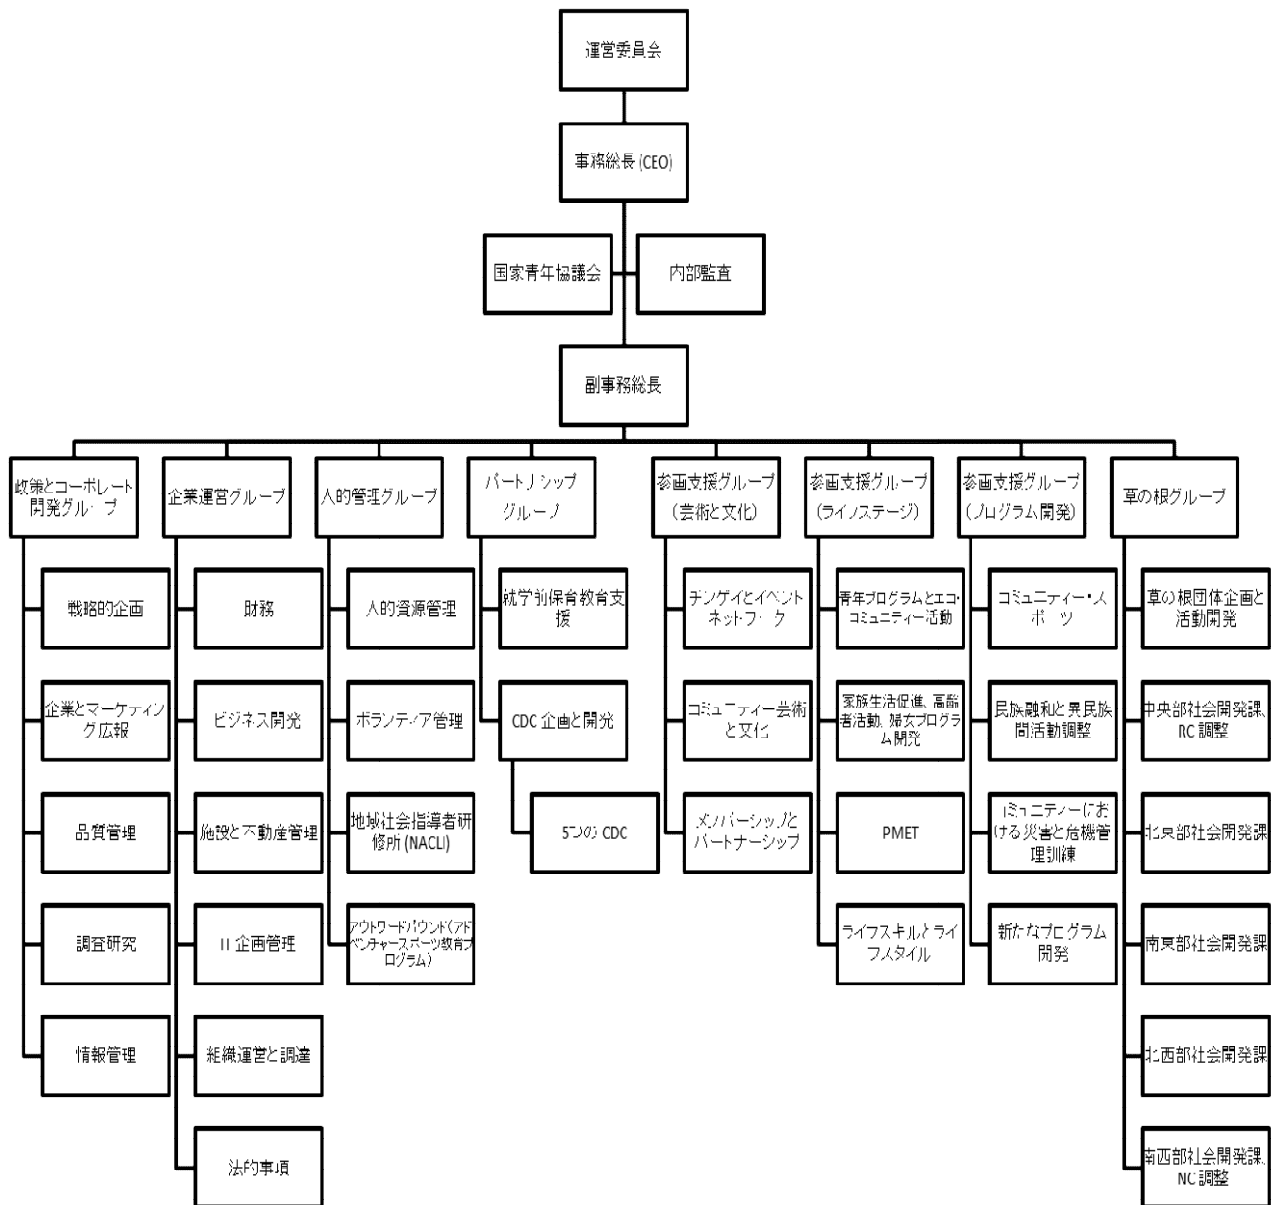 運営委員会
事務総長 (CEO)
国家青年協議会
内部監査
副事務総長
政策とコーポレート
開発グループ
戦略的企画
企業とマーケティン
グ広報
品質管理
調査研究
情報管理
企業運営グループ
財務
ビジネス開発
施設と不動産管理
IT 企画管理
組織運営と調達
法的事項
人的管理グループ
人的資源管理
ボランティア管理
地域社会指導者研
修所 (NACLI)
アウトワードバウンド(アド
ベンチャースポーツ教育プ
ログラム)
パートナシップ
グループ
就学前保育教育支
援
CDC 企画と開発
5つの CDC
参画支援グループ
(芸術と文化)
チンゲイとイベント
ネットワーク
コミュニティー芸術
と文化
メンバーシップと
パートナーシップ
参画支援グループ
(ライフステージ)
青年プログラムとエコ・
コミュニティー活動
家族生活促進、高齢
者活動、婦女プログラ
ム開発
PMET
ライフスキルとライ
フスタイル
参画支援グループ
(プログラム開発)
コミュニティー・ス
ポーツ
民族融和と異民族
間活動調整
コミュニティーにお
ける災害と危機管
理訓練
新たなプログラム
開発
草の根グループ
草の根団体企画と
活動開発
中央部社会開発課、
RC 調整
北東部社会開発課
南東部社会開発課
北西部社会開発課
南西部社会開発課、
NC 調整